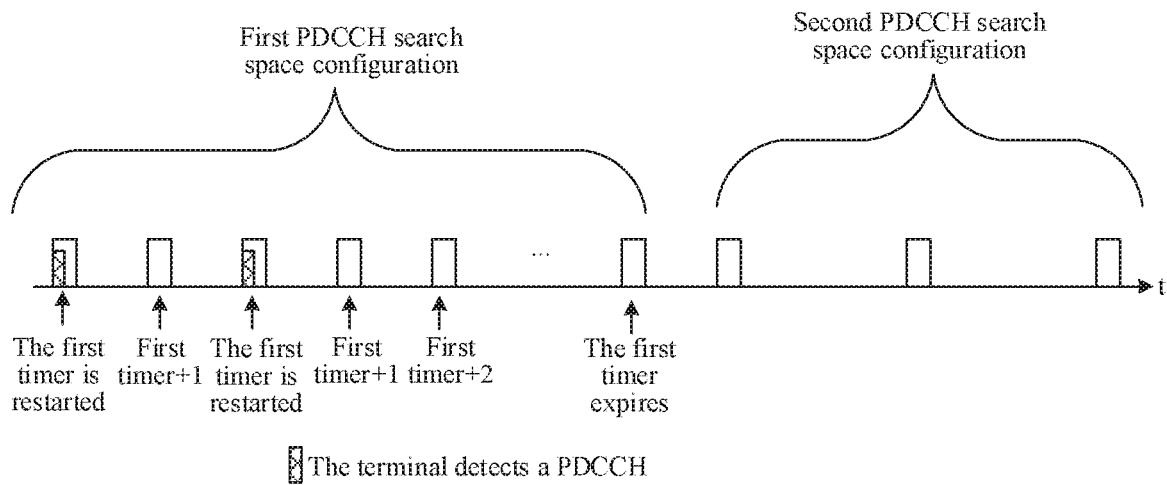 First PDCCH search
space configuration
Second PDCCH search
space configuration
...
t
The first
timer is
restarted
First
timer+1
The first
timer is
restarted
First
timer+1
First
timer+2
The first
timer
expires
The terminal detects a PDCCH